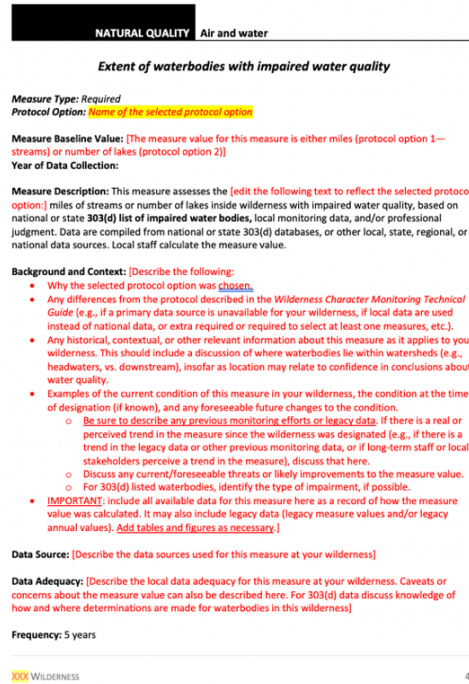 NATURAL QUALITY Air and water
Extent of waterbodies with impaired water quality
Measure Type: Required
Protocol Option: Name of the selected protocol option
Measure Baseline Value: [The measure value for this measure is either miles (protocol option 1—
streams) or number of lakes (protocol option 2)]
Year of Data Collection:
Measure Description: This measure assesses the [edit the following text to reflect the selected protoco
option:] miles of streams or number of lakes inside wilderness with impaired water quality, based on
national or state 303(d) list of impaired water bodies, local monitoring data, and/or professional
judgment. Data are compiled from national or state 303(d) databases, or other local, state, regional, or
national data sources. Local staff calculate the measure value.
Background and Context: [Describe the following:
• Why the selected protocol option was chosen.
• Any differences from the protocol described in the Wilderness Character Monitoring Technical
Guide (e.g., if a primary data source is unavailable for your wilderness, if local data are used
instead of national data, or extra required or required to select at least one measures, etc.).
• Any historical, contextual, or other relevant information about this measure as it applies to you
wilderness. This should include a discussion of where waterbodies lie within watersheds (e.g.,
headwaters, vs. downstream), insofar as location may relate to confidence in conclusions about
water quality.
• Examples of the current condition of this measure in your wilderness, the condition at the time
of designation (if known), and any foreseeable future changes to the condition.
o Be sure to describe any previous monitoring efforts or legacy data. If there is a real or
perceived trend in the measure since the wilderness was designated (e.g., if there is a
trend in the legacy data or other previous monitoring data, or if long-term staff or local
stakeholders perceive a trend in the measure), discuss that here.
o Discuss any current/foreseeable threats or likely improvements to the measure value.
o For 303(d) listed waterbodies, identify the type of impairment, if possible.
• IMPORTANT: include all available data for this measure here as a record of how the measure
value was calculated. It may also include legacy data (legacy measure values and/or legacy
annual values). Add tables and figures as necessary.]
Data Source: [Describe the data sources used for this measure at your wilderness]
Data Adequacy: [Describe the local data adequacy for this measure at your wilderness. Caveats or
concerns about the measure value can also be described here. For 303(d) data discuss knowledge of
how and where determinations are made for waterbodies in this wilderness]
Frequency: 5 years
XXX WILDERNESS 4